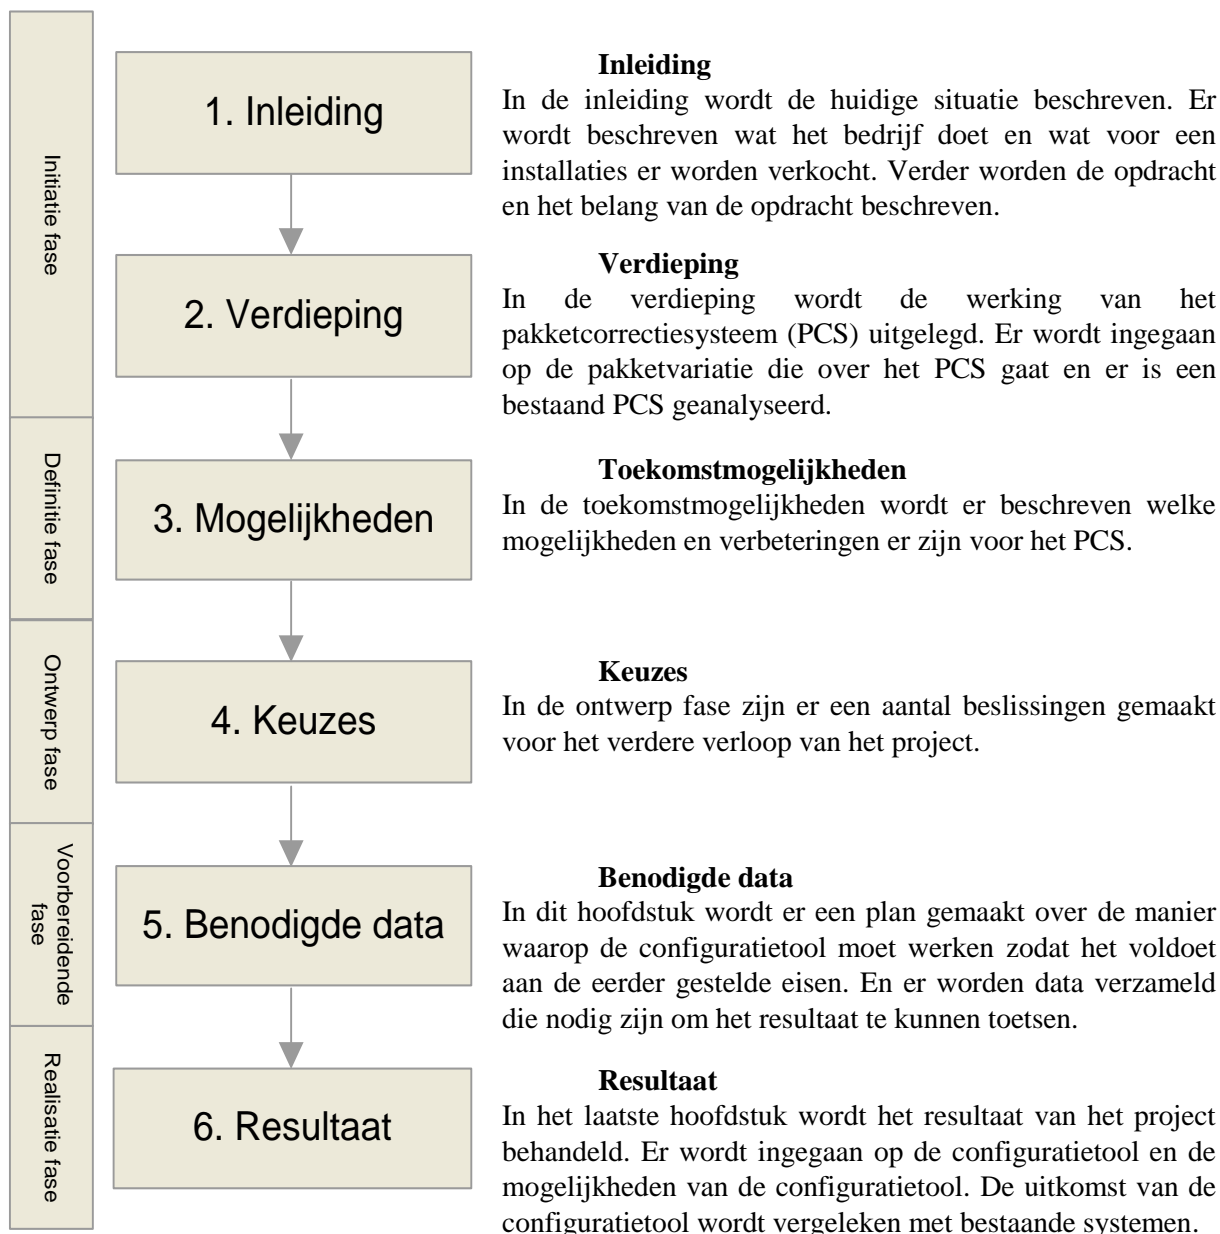 Initiatie fase
1. Inleiding
Inleiding
In de inleiding wordt de huidige situatie beschreven. Er
wordt beschreven wat het bedrijf doet en wat voor een
installaties er worden verkocht. Verder worden de opdracht
en het belang van de opdracht beschreven.
2. Verdieping
Verdieping
In de verdieping wordt de werking van het
pakketcorrectiesysteem (PCS) uitgelegd. Er wordt ingegaan
op de pakketvariatie die over het PCS gaat en er is een
bestaand PCS geanalyseerd.
Definitie fase
3. Mogelijkheden
Toekomstmogelijkheden
In de toekomstmogelijkheden wordt er beschreven welke
mogelijkheden en verbeteringen er zijn voor het PCS.
Ontwerp fase
4. Keuzes
Keuzes
In de ontwerp fase zijn er een aantal beslissingen gemaakt
voor het verdere verloop van het project.
Voorbereidende
fase
5. Benodigde data
Benodigde data
In dit hoofdstuk wordt er een plan gemaakt over de manier
waarop de configuratietool moet werken zodat het voldoet
aan de eerder gestelde eisen. En er worden data verzameld
die nodig zijn om het resultaat te kunnen toetsen.
Realisatie fase
6. Resultaat
Resultaat
In het laatste hoofdstuk wordt het resultaat van het project
behandeld. Er wordt ingegaan op de configuratietool en de
mogelijkheden van de configuratietool. De uitkomst van de
configuratietool wordt vergeleken met bestaande systemen.